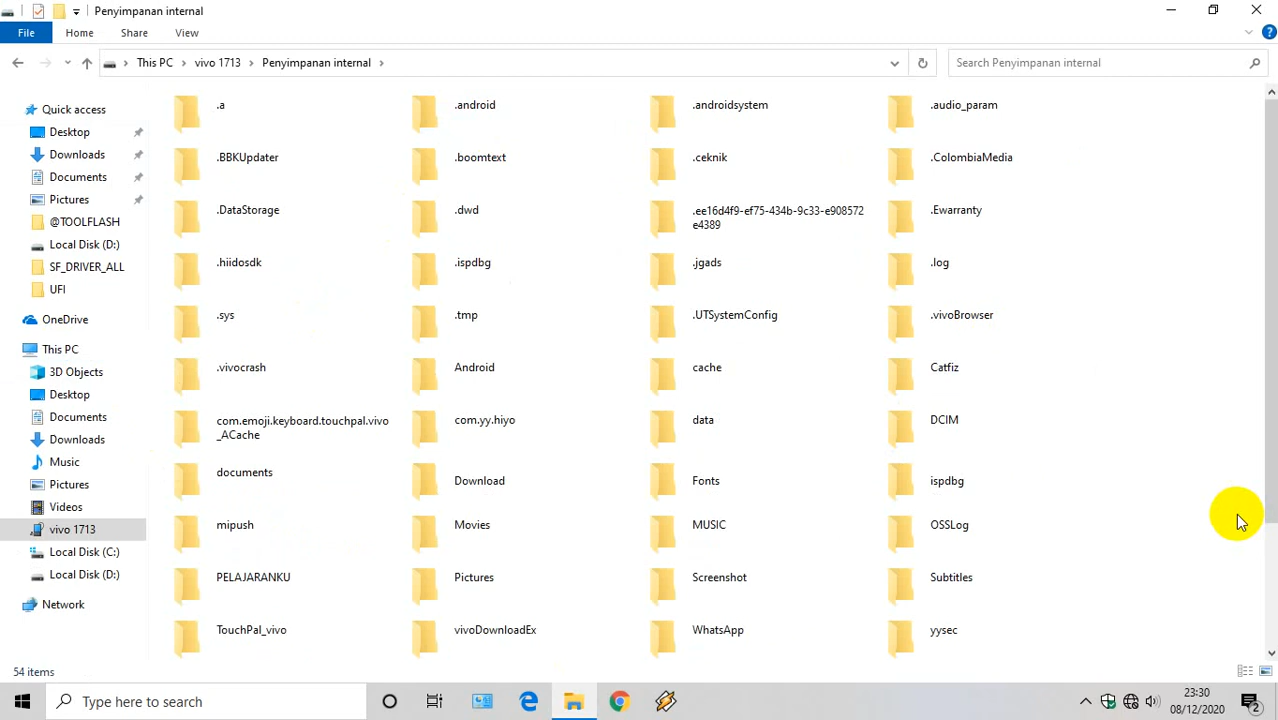 Penyimpanan internal
File Home Share View
This PC vivo 1713 Penyimpanan internal
Search Penyimpanan internal
Quick access
Desktop
Downloads
Documents
Pictures
@TOOLFLASH
Local Disk (D:)
SF_DRIVER_ALL
UFI
OneDrive
This PC
3D Objects
Desktop
Documents
Downloads
Music
Pictures
Videos
vivo 1713
Local Disk (C:)
Local Disk (D:)
Network
.a
.android
.androidsystem
.audio_param
.BBKUpdater
.boomtext
.ceknik
.ColombiaMedia
.DataStorage
.dwd
.ee16d4f9-ef75-434b-9c33-e908572
e4389
.Ewarranty
.hiidosdk
.ispdbg
.jgads
.log
.sys
.tmp
.UTSystemConfig
.vivoBrowser
.vivocrash
Android
cache
Catfiz
com.emoji.keyboard.touchpal.vivo
_ACache
com.yy.hiyo
data
DCIM
documents
Download
Fonts
ispdbg
mipush
Movies
MUSIC
OSSLog
PELAJARANKU
Pictures
Screenshot
Subtitles
TouchPal_vivo
vivoDownloadEx
WhatsApp
yysec
54 items
Type here to search
23:30
08/12/2020
2